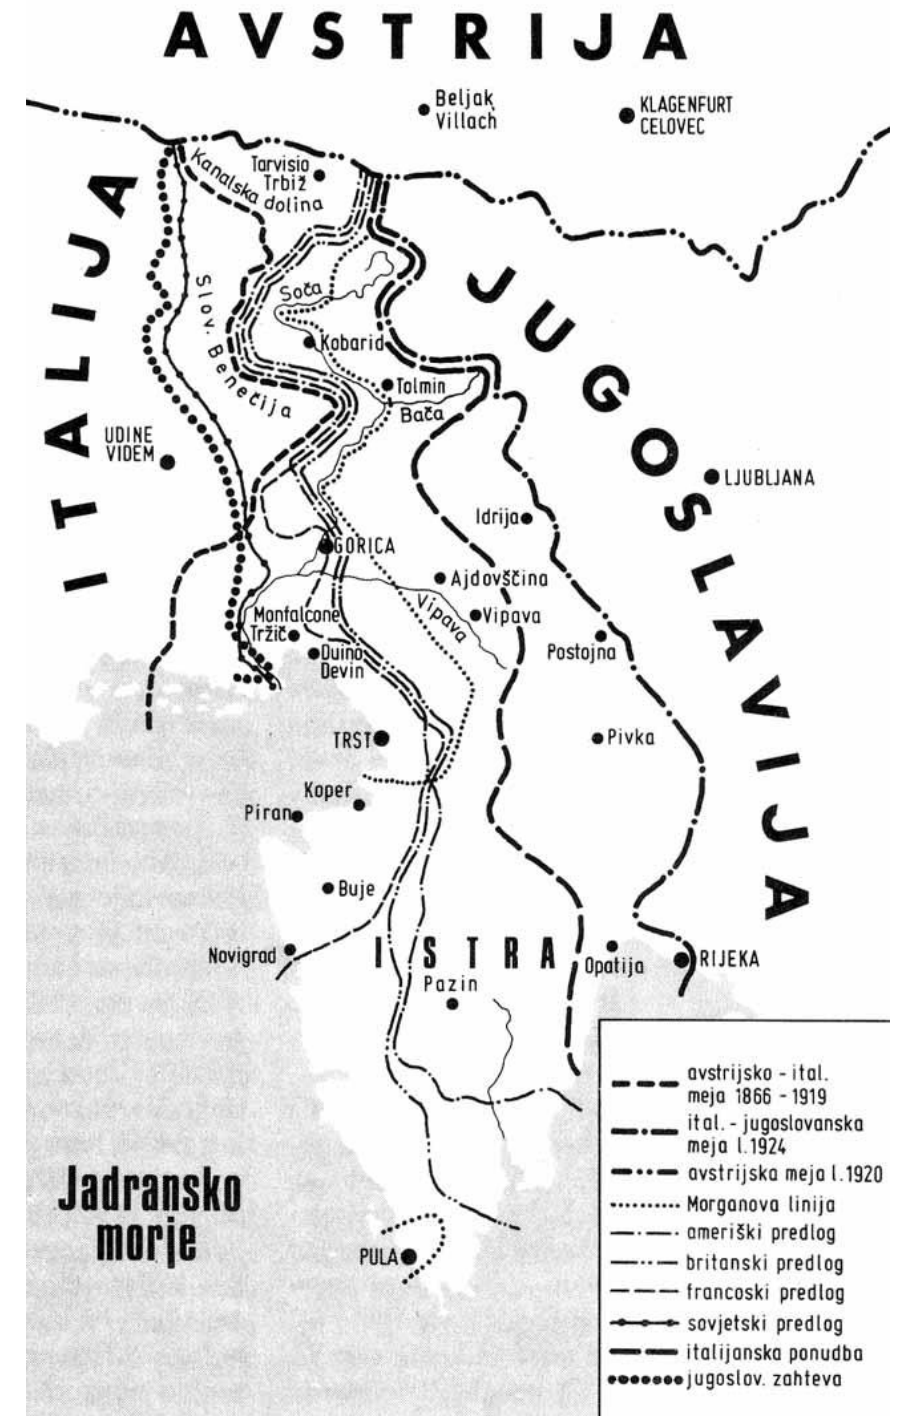 AVSTRIJA
Beljak
Villach
KLAGENFURT
CELOVEC
Kanalska dolina
Tarvisio
Trbiž
ITALIJA
JUGOSLAVIJA
Soča
Slov. Benečija
Kobarid
Tolmin
Bača
UDINE
VIDEM
LJUBLJANA
Idrija
GORICA
Ajdovščina
Vipava
Vipava
Monfalcone
Tržič
Duino
Devin
Postojna
TRST
Pivka
Koper
Piran
Buje
Novigrad
ISTRA
Opatija
RIJEKA
Pazin
Jadransko
morje
PULA
avstrijsko - ital.
meja 1866 - 1919
ital. - jugoslovanska
meja l. 1924
avstrijska meja l. 1920
Morganova linija
ameriški predlog
britanski predlog
francoski predlog
sovjetski predlog
italijanska ponudba
jugoslov. zahteva